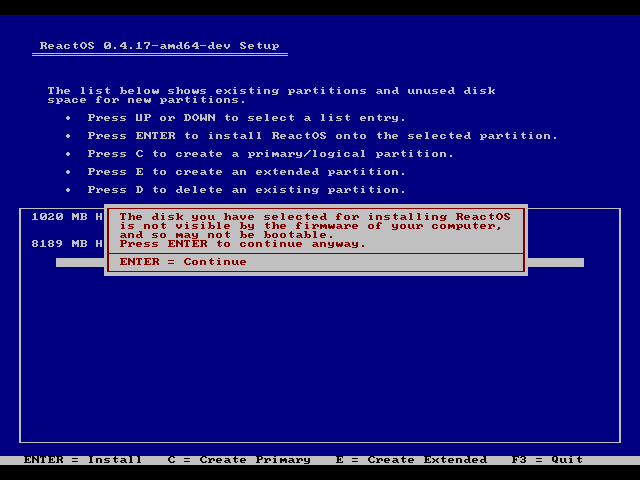 ReactOS 0.4.17-amd64-dev Setup
The list below shows existing partitions and unused disk
space for new partitions.
• Press UP or DOWN to select a list entry.
• Press ENTER to install ReactOS onto the selected partition.
• Press C to create a primary/logical partition.
• Press E to create an extended partition.
• Press D to delete an existing partition.
1020 MB H
The disk you have selected for installing ReactOS
is not visible by the firmware of your computer,
and so may not be bootable.
Press ENTER to continue anyway.
8189 MB H
ENTER = Continue
ENTER = Install C = Create Primary E = Create Extended F3 = Quit